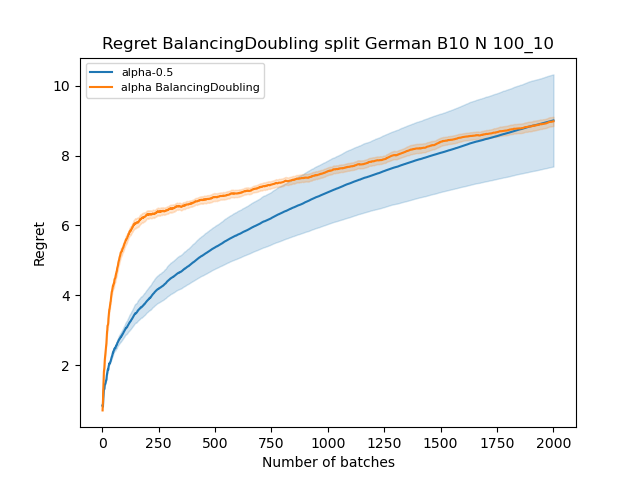 Regret BalancingDoubling split German B10 N 100_10
alpha-0.5
alpha BalancingDoubling
10
8
6
4
2
Regret
0 250 500 750 1000 1250 1500 1750 2000
Number of batches